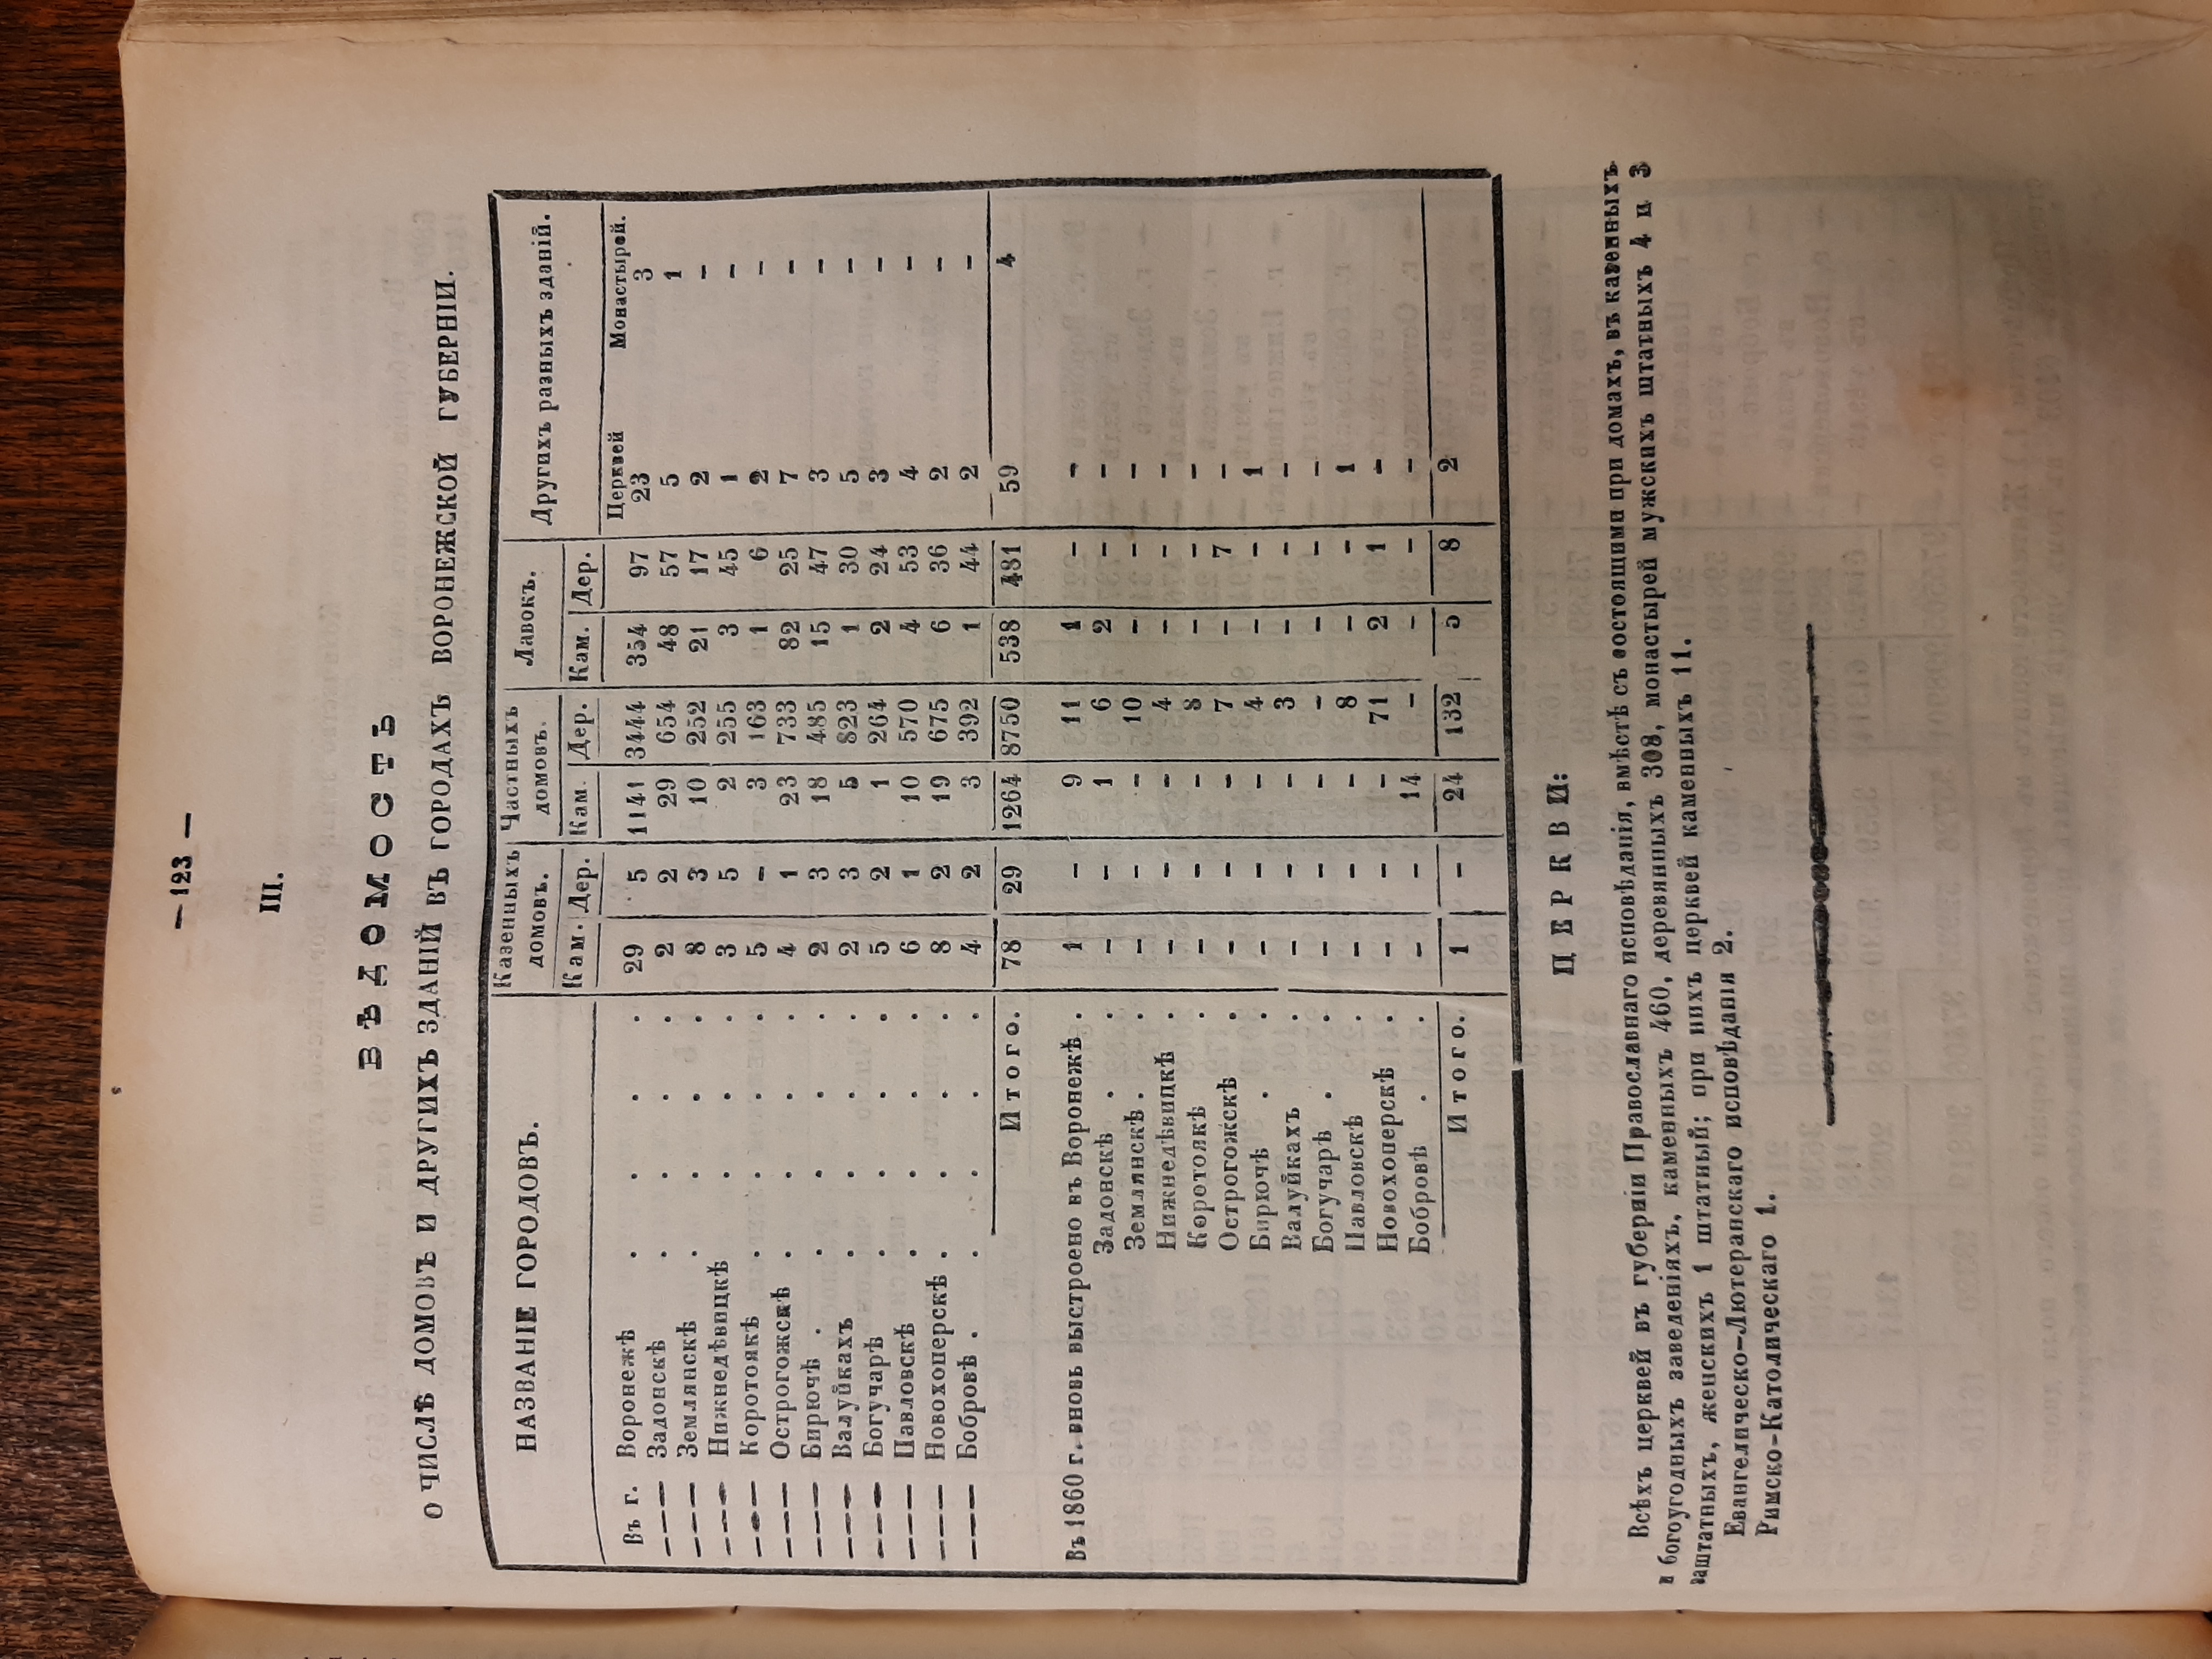 — 123 —
III.
ВѢДОМОСТЬ
О ЧИСЛѢ ДОМОВЪ И ДРУГИХЪ ЗДАНІЙ ВЪ ГОРОДАХЪ ВОРОНЕЖСКОЙ ГУБЕРНІИ.
НАЗВАНІЕ ГОРОДОВЪ. Казенныхъ домовъ. Частныхъ домовъ. Лавокъ. Другихъ разныхъ зданій.
Кам. Дер. Кам. Дер. Кам. Дер. Церквей Монастырей.
Въ г. Воронежѣ . . . . 29 5 1141 3444 354 97 23 3
——— Задонскѣ . . . . 2 2 29 654 48 57 5 1
——— Землянскѣ . . . . 8 3 10 252 21 17 2 –
——— Нижнедѣвицкѣ . . . 3 5 2 255 3 45 1 –
——— Коротоякѣ . . . . 5 – 3 163 1 6 2 –
——— Острогожскѣ . . . . 4 1 23 733 82 25 7 –
——— Бирючѣ . . . . . 2 3 18 485 15 47 3 –
——— Валуйкахъ . . . . 2 3 5 823 1 30 5 –
——— Богучарѣ . . . . 5 2 1 264 2 24 3 –
——— Павловскѣ . . . . 6 1 10 570 4 53 4 –
——— Новохоперскѣ . . . . 8 2 19 675 6 36 2 –
——— Бобровѣ . . . . . 4 2 3 392 1 44 2 –
Итого. 78 29 1264 8750 538 481 59 4
Въ 1860 г. вновь выстроено въ Воронежѣ . 1 – 9 11 1 – –
Задонскѣ . . – – 1 6 2 – –
Землянскѣ . . – – – 10 – – –
Нижнедѣвицкѣ . – – – 4 – – –
Коротоякѣ . – – – 8 – – –
Острогожскѣ . – – – 7 – 7 –
Бирючѣ . . – – – 4 – – 1
Валуйкахъ . – – – 3 – – –
Богучарѣ . . – – – – – – –
Павловскѣ . – – – 8 – – 1
Новохоперскѣ . – – – 71 2 1 –
Бобровѣ . . – – 14 – – – –
Итого. 1 – 24 132 5 8 2
ЦЕРКВИ:
Всѣхъ церквей въ губерніи Православнаго исповѣданія, вмѣстѣ съ состоящими при домахъ, въ казенныхъ
и богоугодныхъ заведеніяхъ, каменныхъ 460, деревянныхъ 308, монастырей мужскихъ штатныхъ 4 и 3
заштатныхъ, женскихъ 1 штатный; при нихъ церквей каменныхъ 11.
Евангелическо-Лютеранскаго исповѣданія 2.
Римско-Католическаго 1.